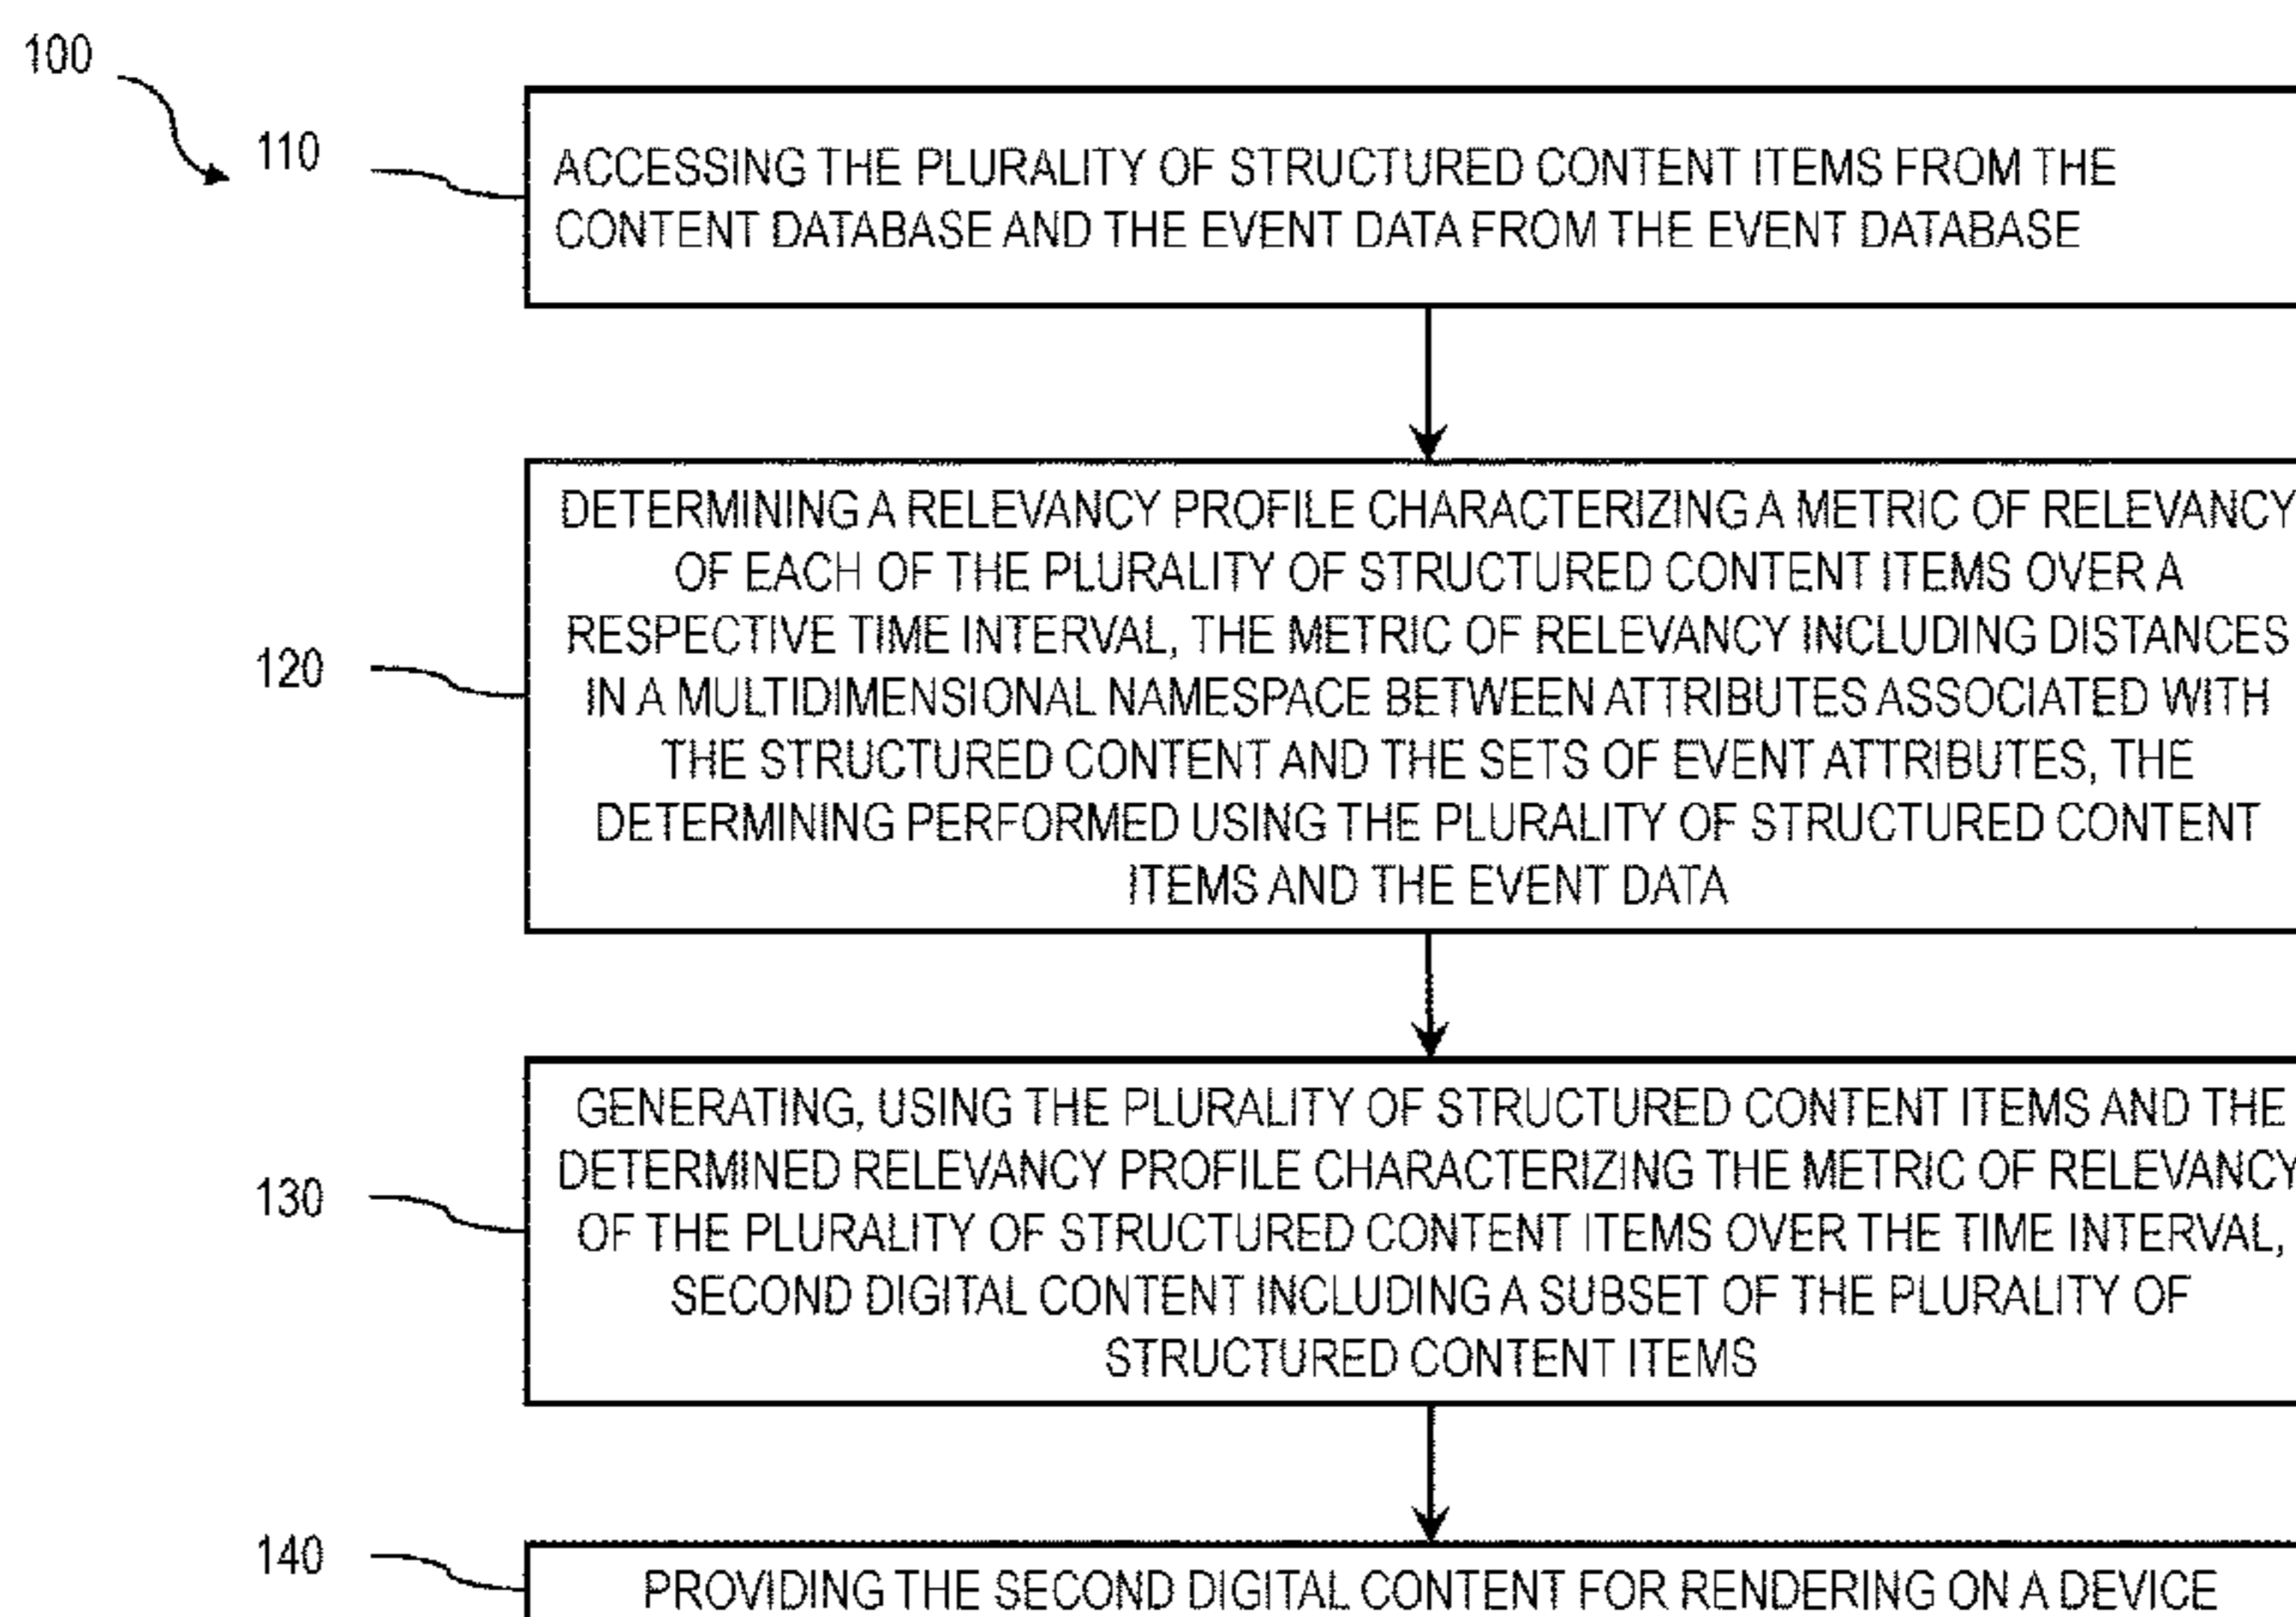 100
110
ACCESSING THE PLURALITY OF STRUCTURED CONTENT ITEMS FROM THE
CONTENT DATABASE AND THE EVENT DATA FROM THE EVENT DATABASE
120
DETERMINING A RELEVANCY PROFILE CHARACTERIZING A METRIC OF RELEVANCY
OF EACH OF THE PLURALITY OF STRUCTURED CONTENT ITEMS OVER A
RESPECTIVE TIME INTERVAL, THE METRIC OF RELEVANCY INCLUDING DISTANCES
IN A MULTIDIMENSIONAL NAMESPACE BETWEEN ATTRIBUTES ASSOCIATED WITH
THE STRUCTURED CONTENT AND THE SETS OF EVENT ATTRIBUTES, THE
DETERMINING PERFORMED USING THE PLURALITY OF STRUCTURED CONTENT
ITEMS AND THE EVENT DATA
130
GENERATING, USING THE PLURALITY OF STRUCTURED CONTENT ITEMS AND THE
DETERMINED RELEVANCY PROFILE CHARACTERIZING THE METRIC OF RELEVANCY
OF THE PLURALITY OF STRUCTURED CONTENT ITEMS OVER THE TIME INTERVAL,
SECOND DIGITAL CONTENT INCLUDING A SUBSET OF THE PLURALITY OF
STRUCTURED CONTENT ITEMS
140
PROVIDING THE SECOND DIGITAL CONTENT FOR RENDERING ON A DEVICE